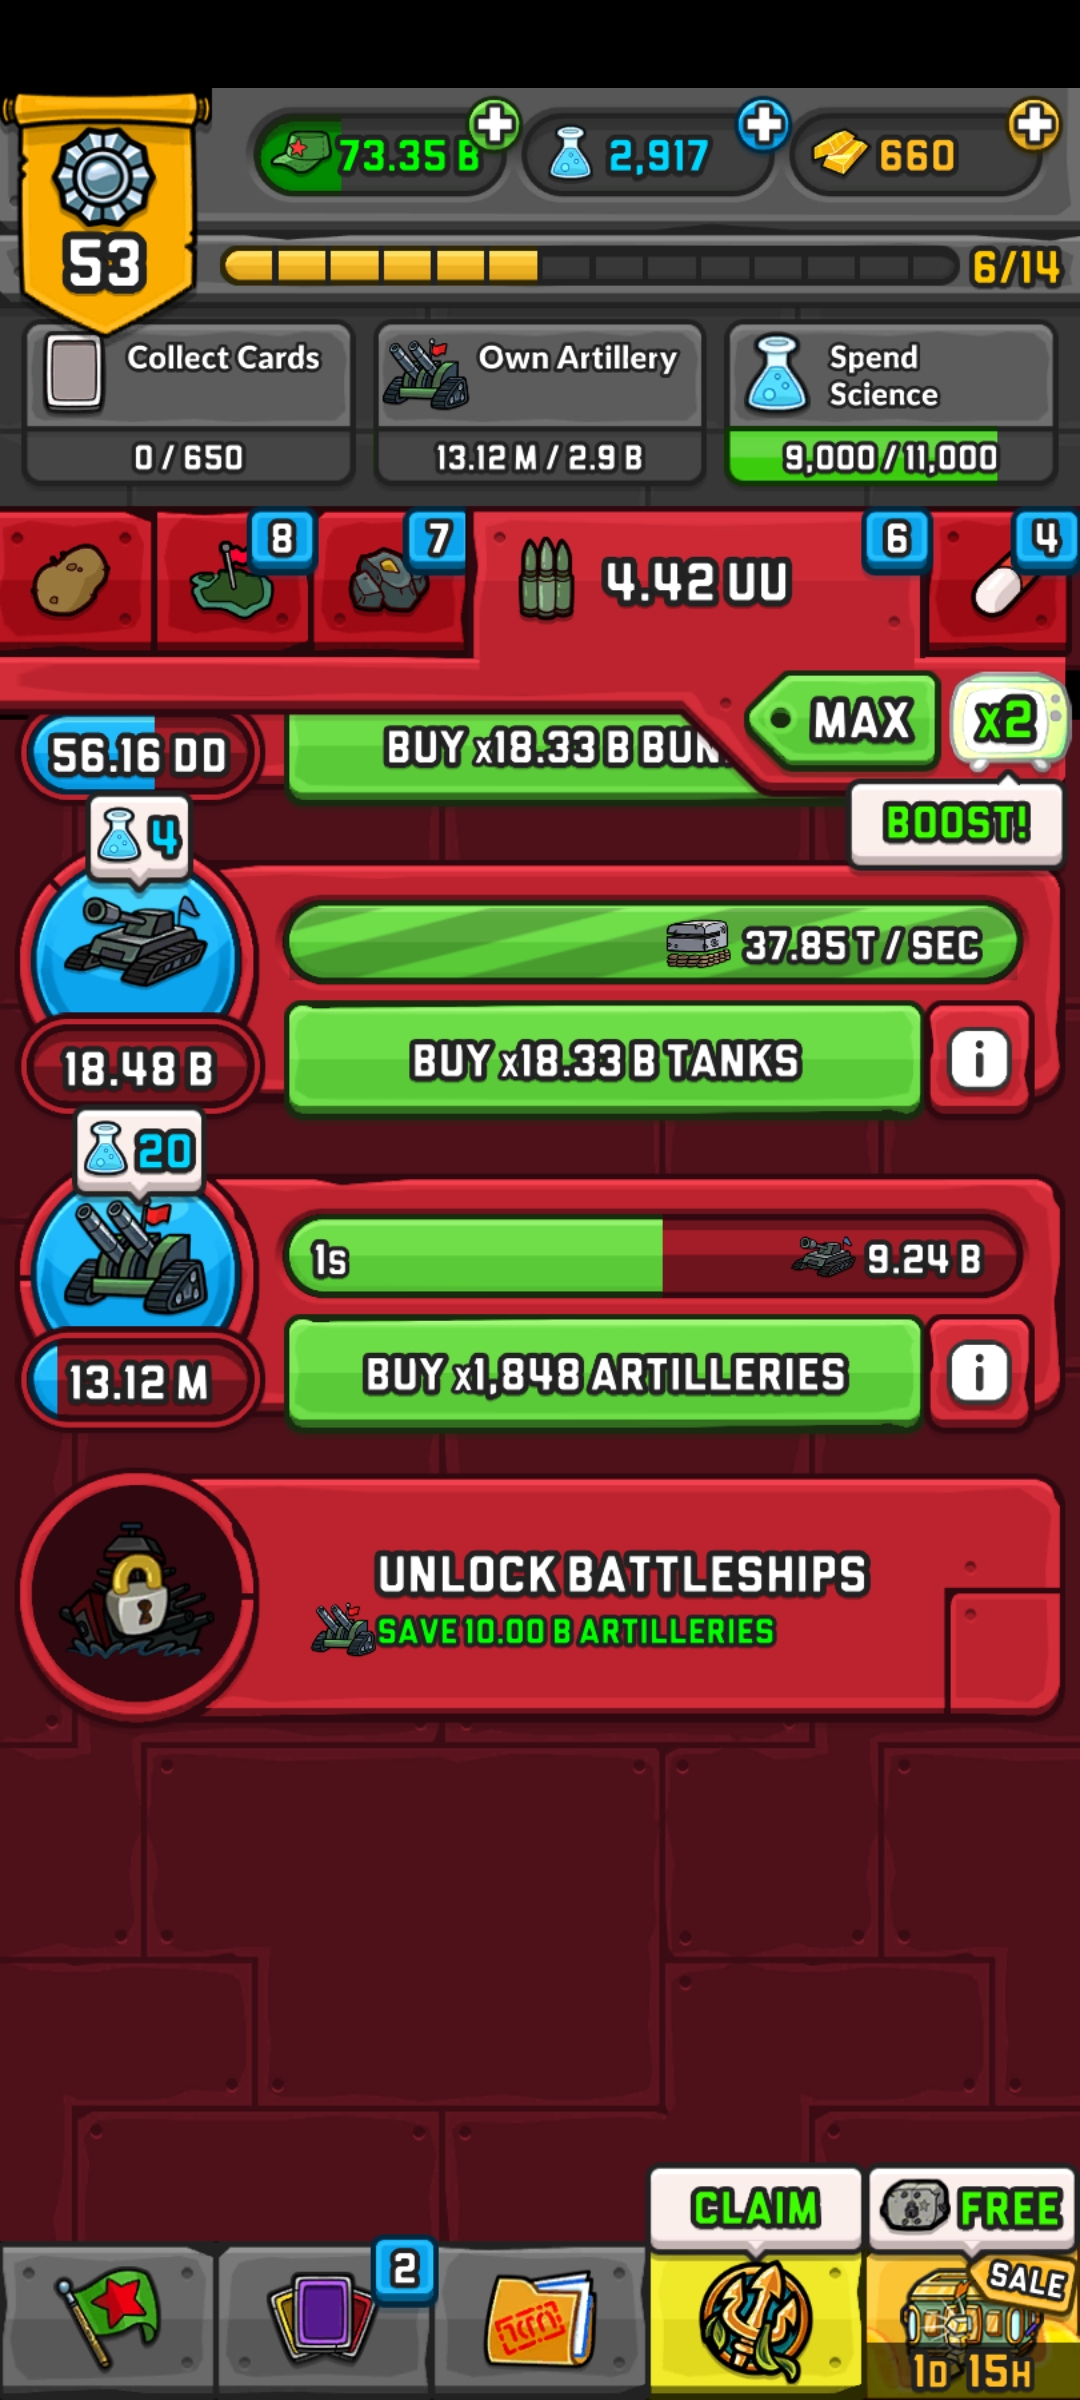 73.35 B
2,917
660
53
6/14
Collect Cards
0 / 650
Own Artillery
13.12 M / 2.9 B
Spend
Science
9,000 / 11,000
8
7
4.42 UU
6
4
MAX
x2
BOOST!
56.16 DD
BUY x18.33 B BUN
4
37.85 T / SEC
18.48 B
BUY x18.33 B TANKS
i
20
1s
9.24 B
13.12 M
BUY x1,848 ARTILLERIES
i
UNLOCK BATTLESHIPS
SAVE 10.00 B ARTILLERIES
CLAIM
FREE
2
SALE
1D 15H